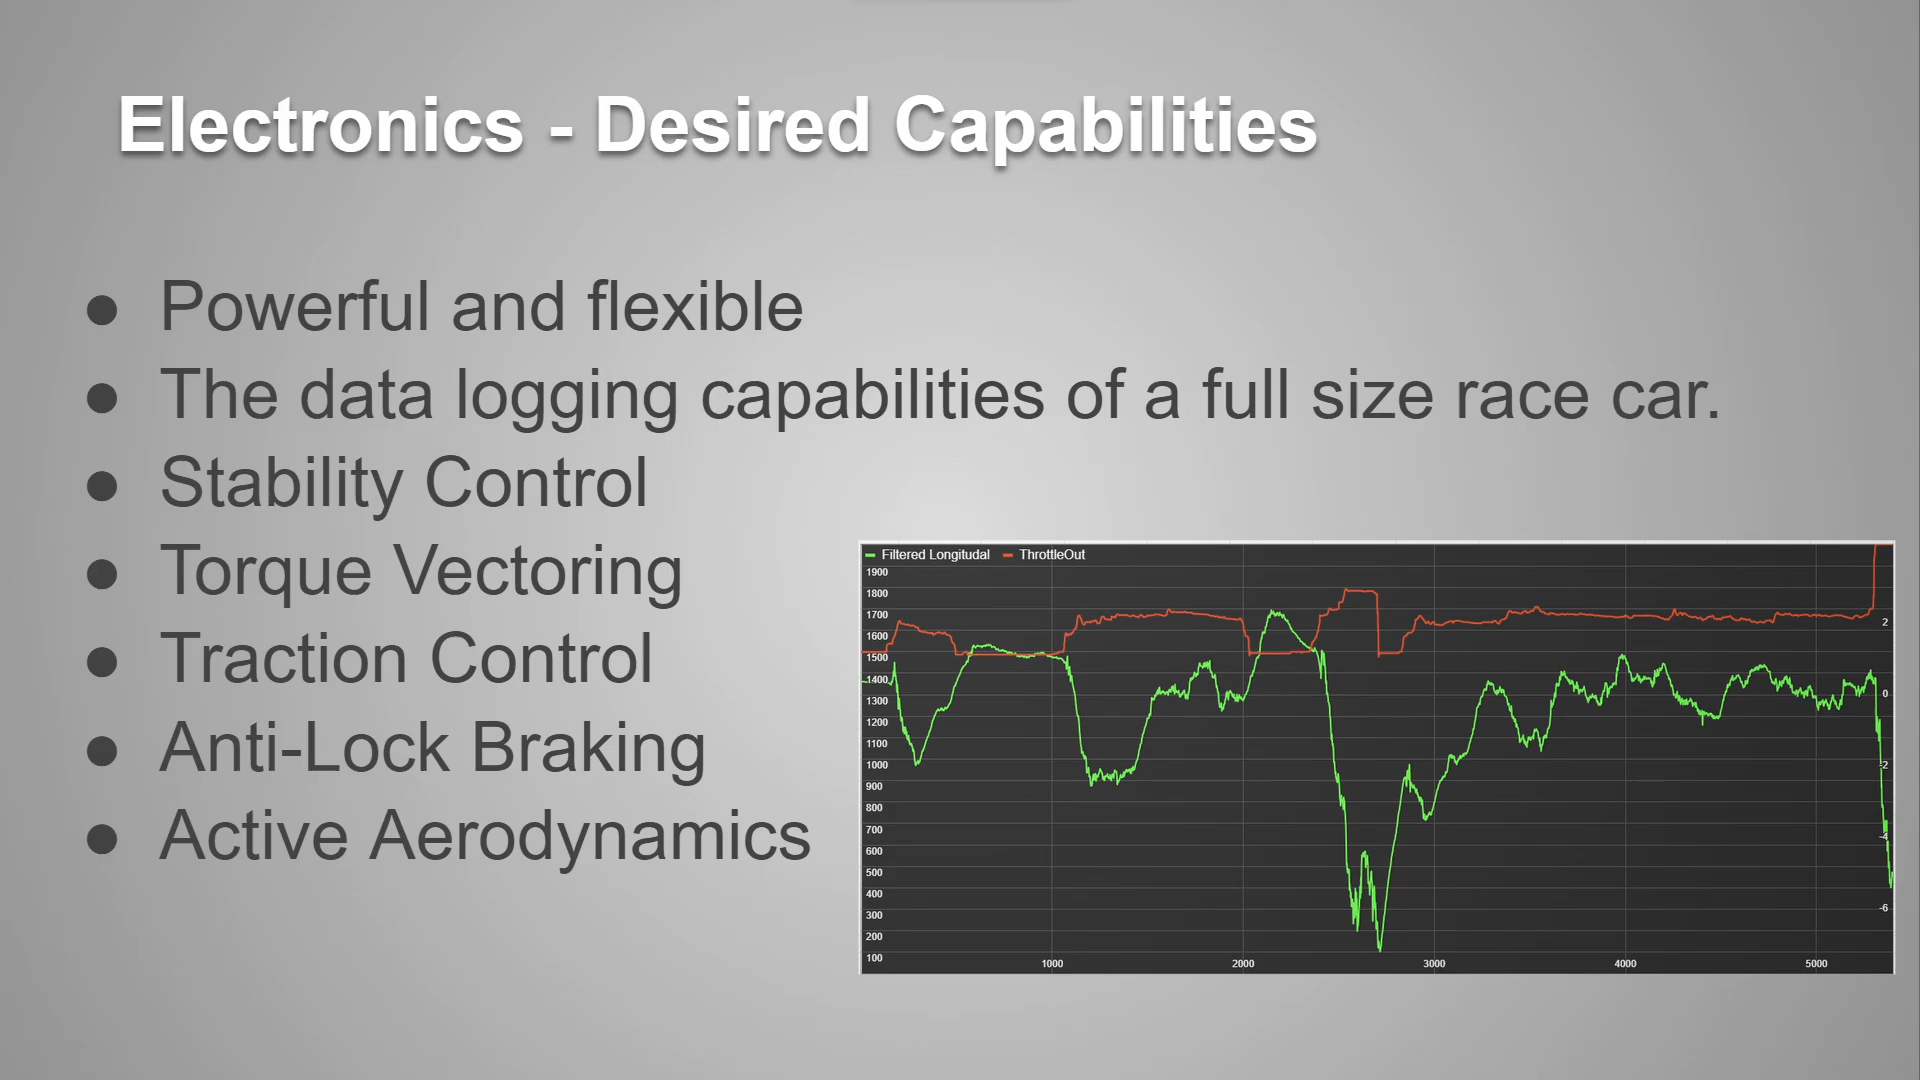 Electronics - Desired Capabilities
● Powerful and flexible
● The data logging capabilities of a full size race car.
● Stability Control
● Torque Vectoring
● Traction Control
● Anti-Lock Braking
● Active Aerodynamics
Filtered Longitudal ThrottleOut
1900
1800
1700
1600
1500
1400
1300
1200
1100
1000
900
800
700
600
500
400
300
200
100
2
0
-2
-4
-6
1000 2000 3000 4000 5000